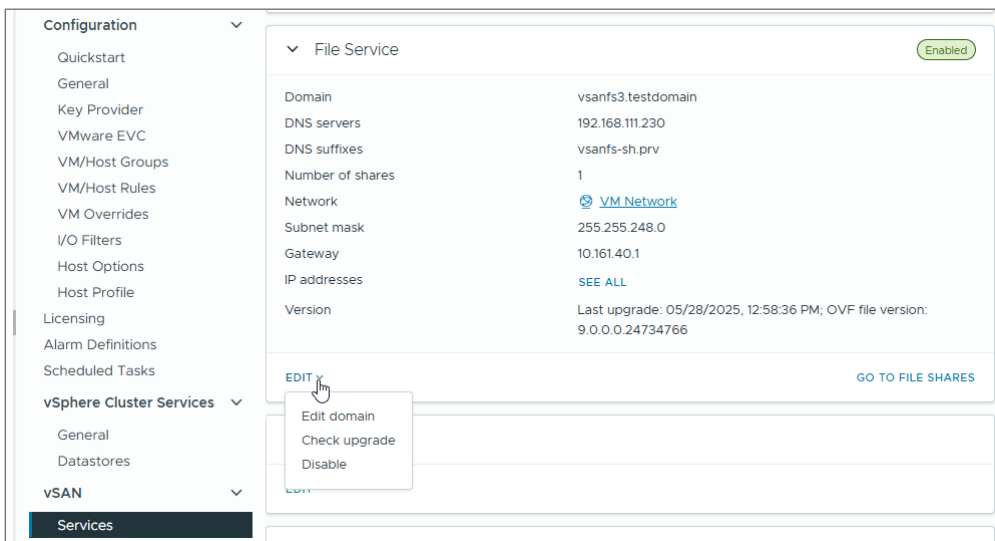 Configuration
Quickstart
General
Key Provider
VMware EVC
VM/Host Groups
VM/Host Rules
VM Overrides
I/O Filters
Host Options
Host Profile
Licensing
Alarm Definitions
Scheduled Tasks
vSphere Cluster Services
General
Datastores
vSAN
Services
File Service
Enabled
Domain vsanfs3.testdomain
DNS servers 192.168.111.230
DNS suffixes vsanfs-sh.prv
Number of shares 1
Network VM Network
Subnet mask 255.255.248.0
Gateway 10.161.40.1
IP addresses SEE ALL
Version Last upgrade: 05/28/2025, 12:58:36 PM; OVF file version:
9.0.0.0.24734766
EDIT GO TO FILE SHARES
Edit domain
Check upgrade
Disable
EDIT